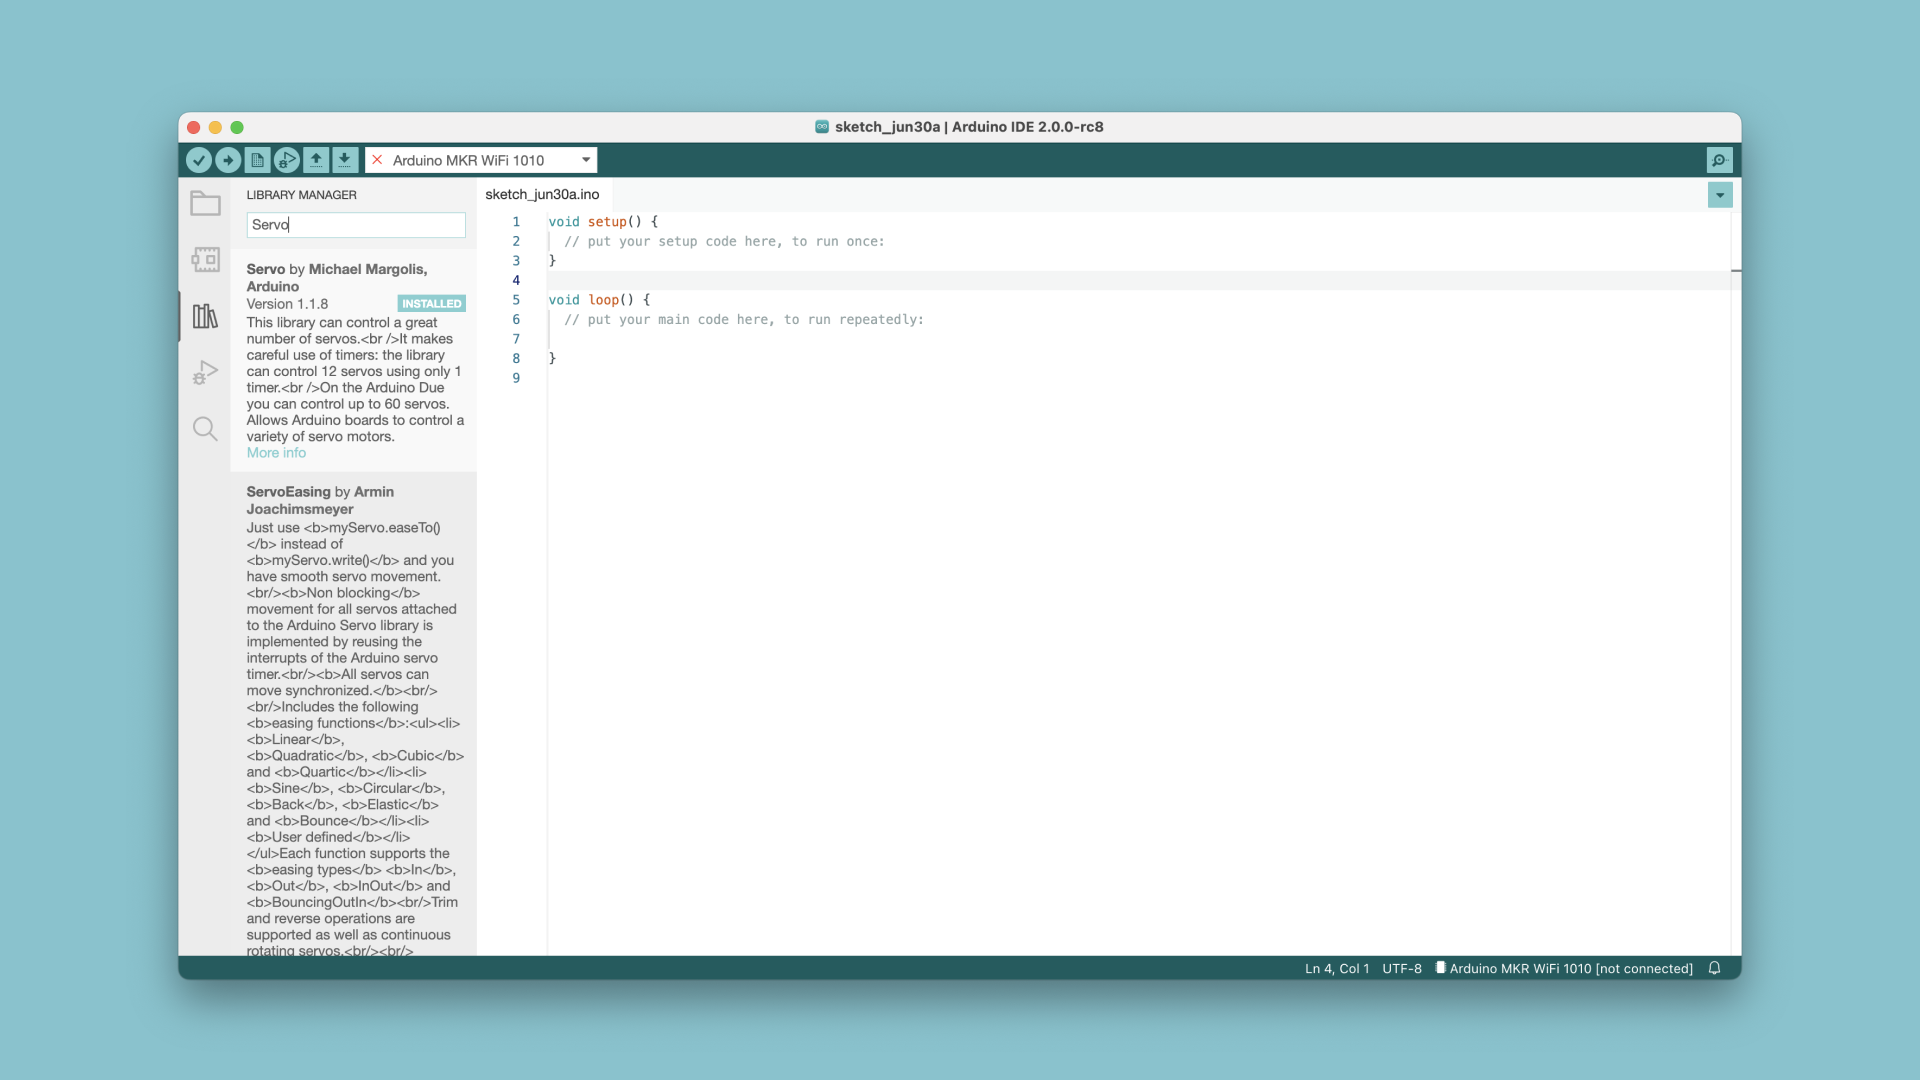 sketch_jun30a | Arduino IDE 2.0.0-rc8
Arduino MKR WiFi 1010
LIBRARY MANAGER
Servo
Servo by Michael Margolis,
Arduino
Version 1.1.8
INSTALLED
This library can control a great
number of servos.<br />It makes
careful use of timers: the library
can control 12 servos using only 1
timer.<br />On the Arduino Due
you can control up to 60 servos.
Allows Arduino boards to control a
variety of servo motors.
More info
ServoEasing by Armin
Joachimsmeyer
Just use <b>myServo.easeTo()
</b> instead of
<b>myServo.write()</b> and you
have smooth servo movement.
<br/><b>Non blocking</b>
movement for all servos attached
to the Arduino Servo library is
implemented by reusing the
interrupts of the Arduino servo
timer.<br/><b>All servos can
move synchronized.</b><br/>
<br/>Includes the following
<b>easing functions</b>:<ul><li>
<b>Linear</b>,
<b>Quadratic</b>, <b>Cubic</b>
and <b>Quartic</b></li><li>
<b>Sine</b>, <b>Circular</b>,
<b>Back</b>, <b>Elastic</b>
and <b>Bounce</b></li><li>
<b>User defined</b></li>
</ul>Each function supports the
<b>easing types</b> <b>In</b>,
<b>Out</b>, <b>InOut</b> and
<b>BouncingOutIn</b><br/>Trim
and reverse operations are
supported as well as continuous
rotating servos.<br/><br/>
sketch_jun30a.ino
1 void setup() {
2 // put your setup code here, to run once:
3 }
4
5 void loop() {
6 // put your main code here, to run repeatedly:
7
8 }
9
Ln 4, Col 1 UTF-8 Arduino MKR WiFi 1010 [not connected]